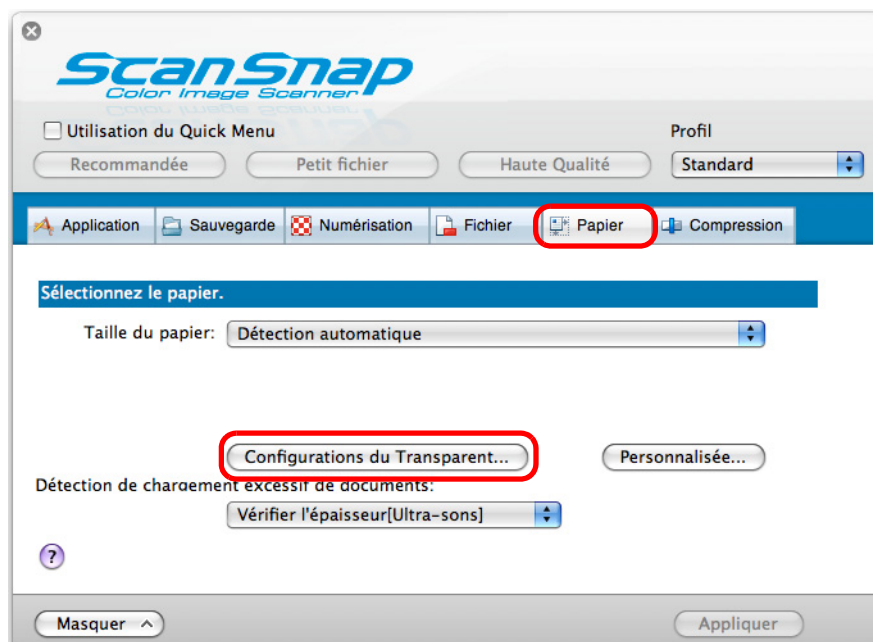 ScanSnap
Color Image Scanner
Utilisation du Quick Menu
Profil
Recommandée Petit fichier Haute Qualité Standard
Application Sauvegarde Numérisation Fichier Papier Compression
Sélectionnez le papier.
Taille du papier: Détection automatique
Configurations du Transparent... Personnalisée...
Détection de chargement excessif de documents:
Vérifier l'épaisseur[Ultra-sons]
?
Masquer Appliquer